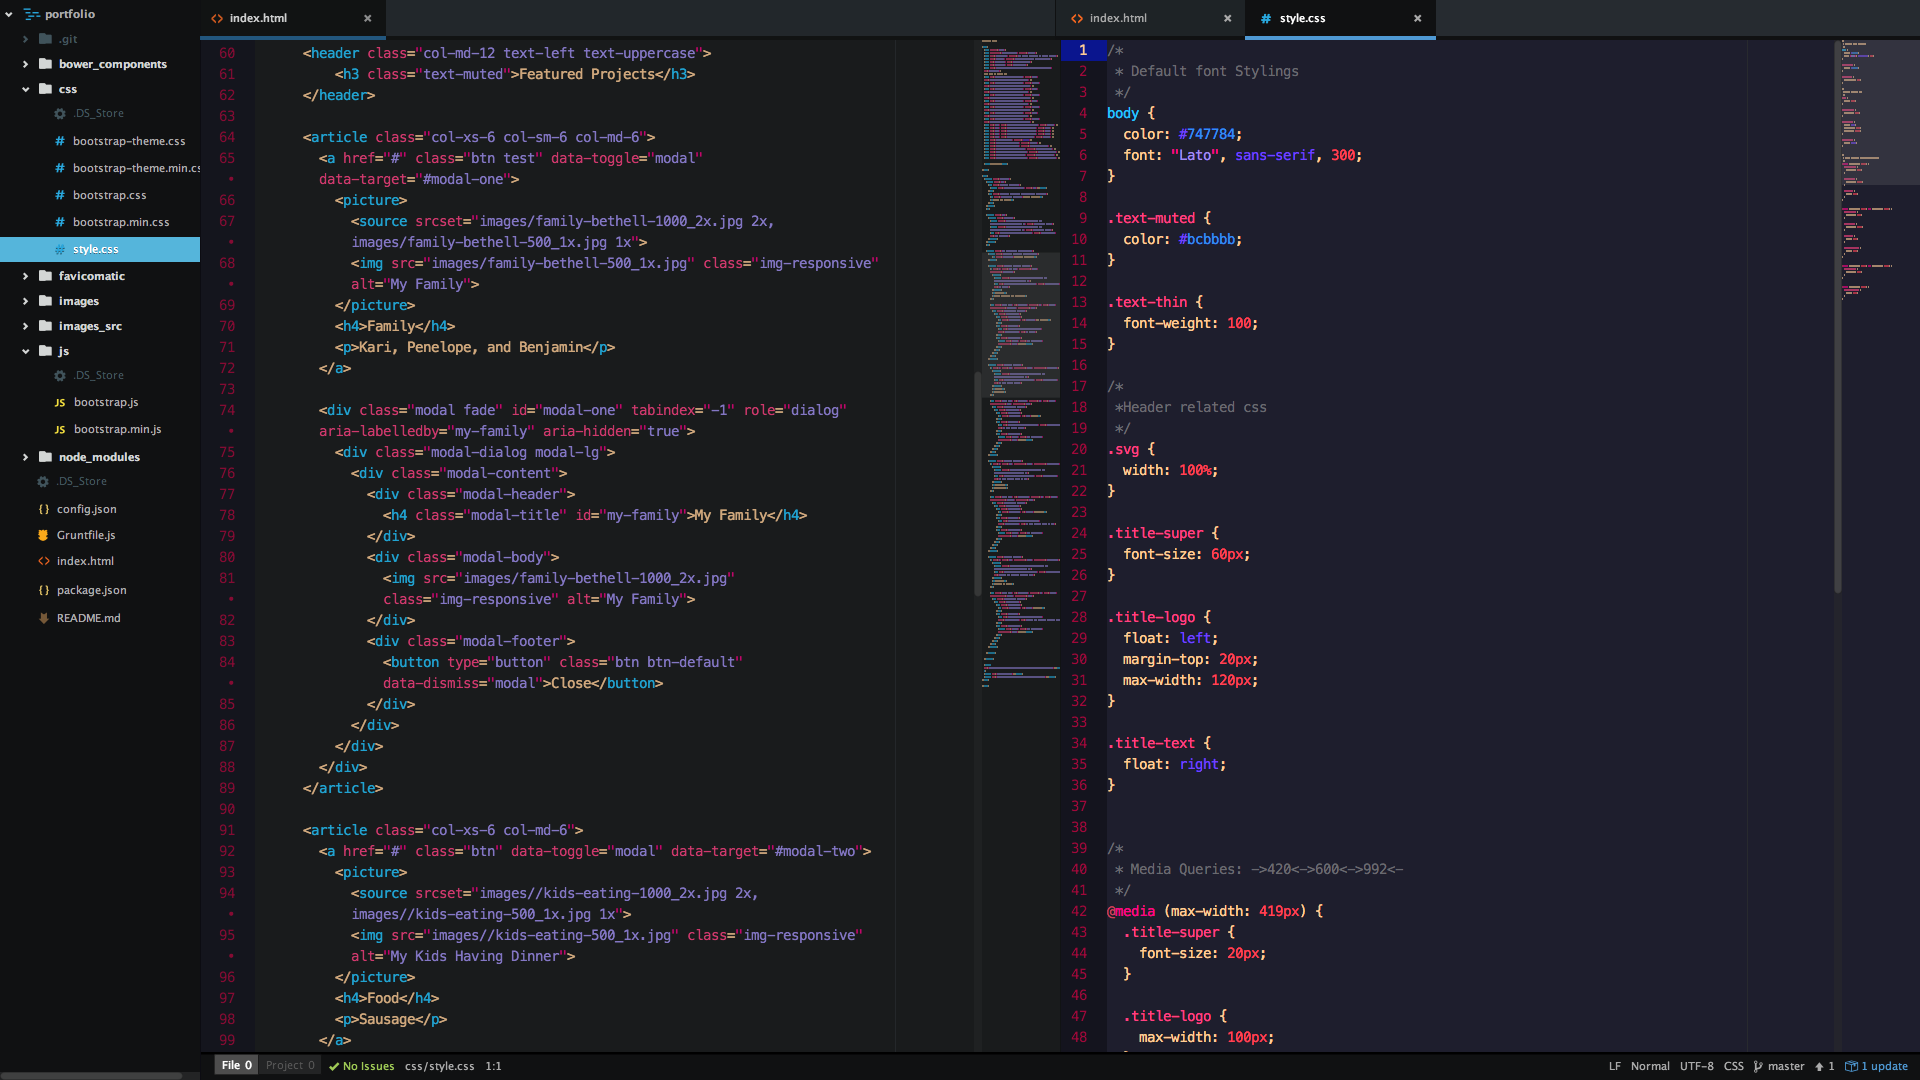 portfolio
.git
bower_components
css
.DS_Store
bootstrap-theme.css
bootstrap-theme.min.cs
bootstrap.css
bootstrap.min.css
style.css
favicomatic
images
images_src
js
.DS_Store
JS bootstrap.js
JS bootstrap.min.js
node_modules
.DS_Store
config.json
Gruntfile.js
index.html
package.json
README.md
index.html ×
60 <header class="col-md-12 text-left text-uppercase">
61 <h3 class="text-muted">Featured Projects</h3>
62 </header>
63
64 <article class="col-xs-6 col-sm-6 col-md-6">
65 <a href="#" class="btn test" data-toggle="modal"
• data-target="#modal-one">
66 <picture>
67 <source srcset="images/family-bethell-1000_2x.jpg 2x,
• images/family-bethell-500_1x.jpg 1x">
68 <img src="images/family-bethell-500_1x.jpg" class="img-responsive"
• alt="My Family">
69 </picture>
70 <h4>Family</h4>
71 <p>Kari, Penelope, and Benjamin</p>
72 </a>
73
74 <div class="modal fade" id="modal-one" tabindex="-1" role="dialog"
• aria-labelledby="my-family" aria-hidden="true">
75 <div class="modal-dialog modal-lg">
76 <div class="modal-content">
77 <div class="modal-header">
78 <h4 class="modal-title" id="my-family">My Family</h4>
79 </div>
80 <div class="modal-body">
81 <img src="images/family-bethell-1000_2x.jpg"
• class="img-responsive" alt="My Family">
82 </div>
83 <div class="modal-footer">
84 <button type="button" class="btn btn-default"
• data-dismiss="modal">Close</button>
85 </div>
86 </div>
87 </div>
88 </div>
89 </article>
90
91 <article class="col-xs-6 col-md-6">
92 <a href="#" class="btn" data-toggle="modal" data-target="#modal-two">
93 <picture>
94 <source srcset="images//kids-eating-1000_2x.jpg 2x,
• images//kids-eating-500_1x.jpg 1x">
95 <img src="images//kids-eating-500_1x.jpg" class="img-responsive"
• alt="My Kids Having Dinner">
96 </picture>
97 <h4>Food</h4>
98 <p>Sausage</p>
99 </a>
index.html ×
# style.css ×
1 /*
2 * Default font Stylings
3 */
4 body {
5 color: #747784;
6 font: "Lato", sans-serif, 300;
7 }
8
9 .text-muted {
10 color: #bcbbbb;
11 }
12
13 .text-thin {
14 font-weight: 100;
15 }
16
17 /*
18 *Header related css
19 */
20 .svg {
21 width: 100%;
22 }
23
24 .title-super {
25 font-size: 60px;
26 }
27
28 .title-logo {
29 float: left;
30 margin-top: 20px;
31 max-width: 120px;
32 }
33
34 .title-text {
35 float: right;
36 }
37
38
39 /*
40 * Media Queries: ->420<->600<->992<-
41 */
42 @media (max-width: 419px) {
43 .title-super {
44 font-size: 20px;
45 }
46
47 .title-logo {
48 max-width: 100px;
File 0 Project 0 No Issues css/style.css 1:1
LF Normal UTF-8 CSS master 1 1 update